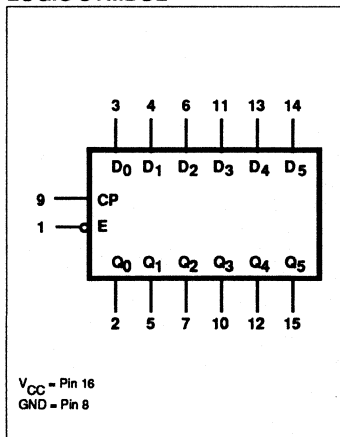 LOGIC SYMBOL
3 4 6 11 13 14
D0 D1 D2 D3 D4 D5
9 CP
1 E
Q0 Q1 Q2 Q3 Q4 Q5
2 5 7 10 12 15
VCC = Pin 16
GND = Pin 8